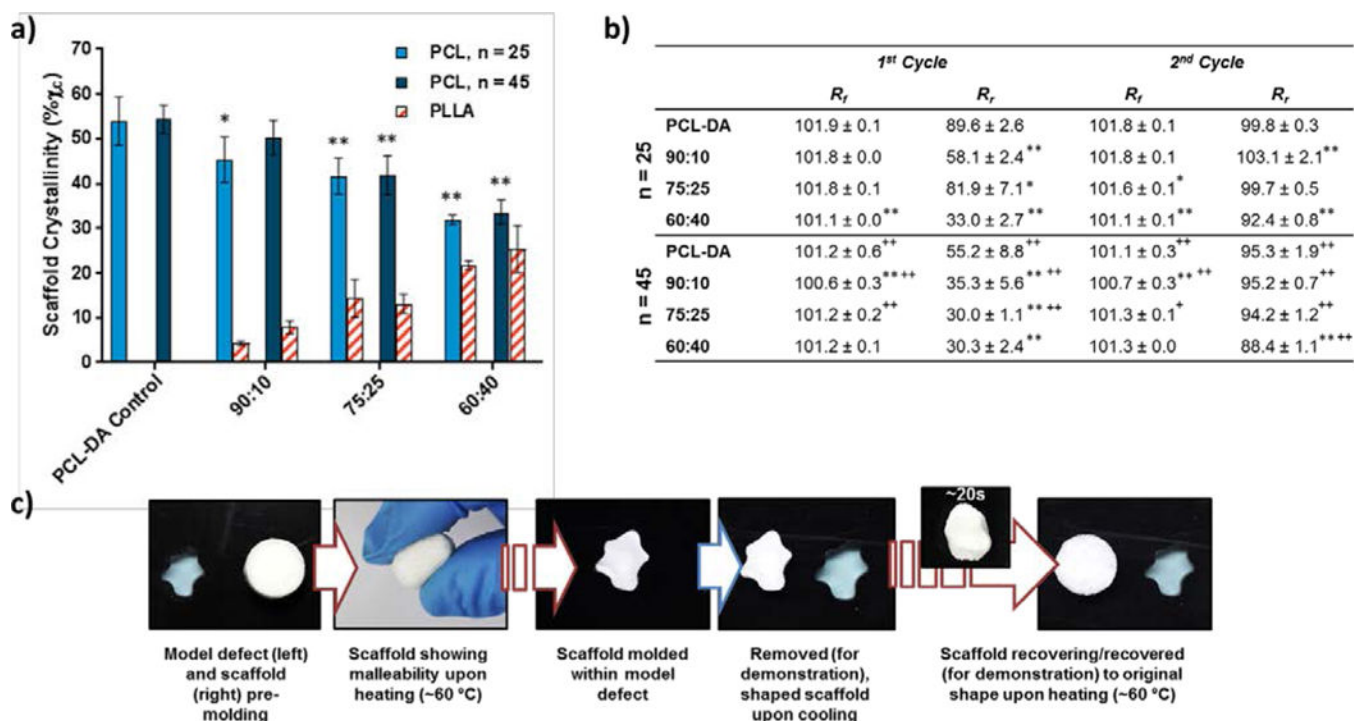 a)
Scaffold Crystallinity (%χc)
70
60
50
40
30
20
10
0
PCL, n = 25
PCL, n = 45
PLLA
*
**
**
**
**
PCL-DA Control
90:10
75:25
60:40
b)
1st Cycle 2nd Cycle
Rf Rr Rf Rr
n = 25
PCL-DA 101.9 ± 0.1 89.6 ± 2.6 101.8 ± 0.1 99.8 ± 0.3
90:10 101.8 ± 0.0 58.1 ± 2.4** 101.8 ± 0.1 103.1 ± 2.1**
75:25 101.8 ± 0.1 81.9 ± 7.1* 101.6 ± 0.1* 99.7 ± 0.5
60:40 101.1 ± 0.0** 33.0 ± 2.7** 101.1 ± 0.1** 92.4 ± 0.8**
n = 45
PCL-DA 101.2 ± 0.6++ 55.2 ± 8.8++ 101.1 ± 0.3++ 95.3 ± 1.9++
90:10 100.6 ± 0.3** ++ 35.3 ± 5.6** ++ 100.7 ± 0.3** ++ 95.2 ± 0.7++
75:25 101.2 ± 0.2++ 30.0 ± 1.1** ++ 101.3 ± 0.1+ 94.2 ± 1.2++
60:40 101.2 ± 0.1 30.3 ± 2.4** 101.3 ± 0.0 88.4 ± 1.1** ++
c)
~20s
Model defect (left)
and scaffold
(right) pre-
molding
Scaffold showing
malleability upon
heating (~60 ºC)
Scaffold molded
within model
defect
Removed (for
demonstration),
shaped scaffold
upon cooling
Scaffold recovering/recovered
(for demonstration) to original
shape upon heating (~60 ºC)